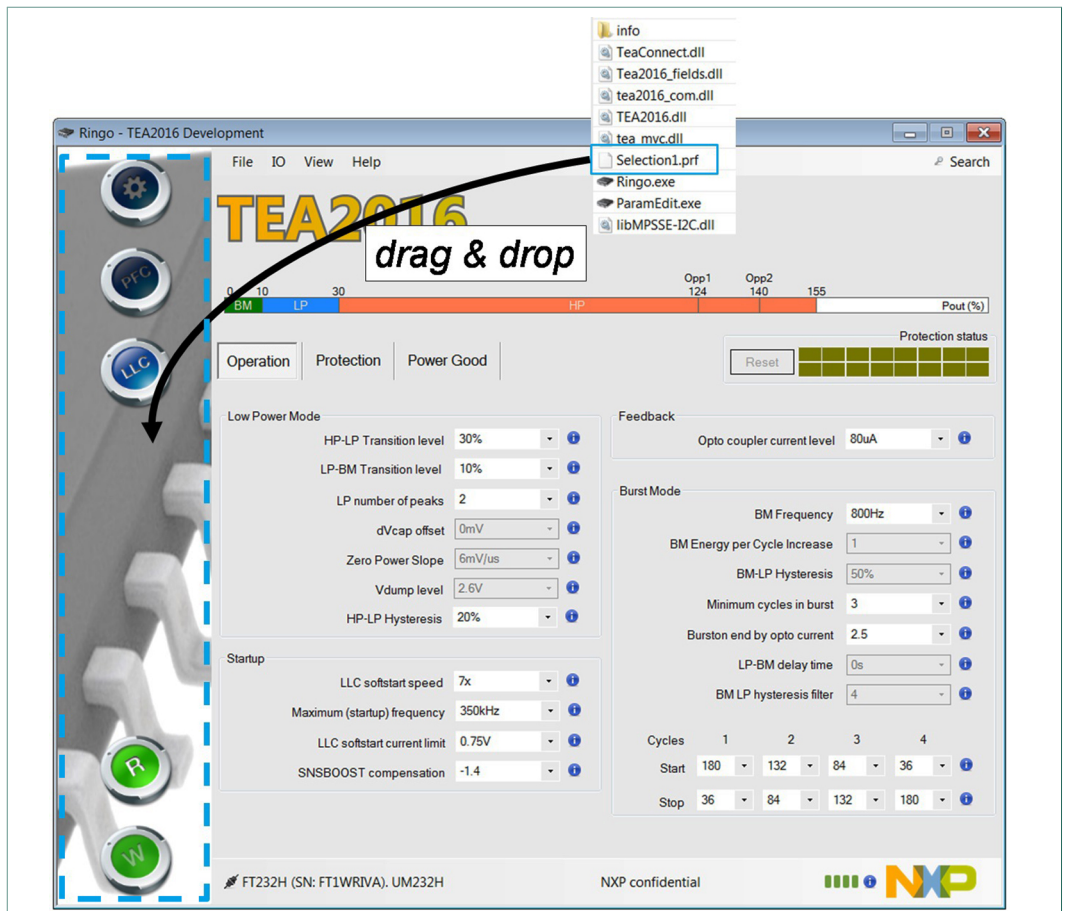 info
TeaConnect.dll
Tea2016_fields.dll
tea2016_com.dll
TEA2016.dll
tea_mvc.dll
Selection1.prf
Ringo.exe
ParamEdit.exe
libMPSSE-I2C.dll
Ringo - TEA2016 Development
File IO View Help
Search
TEA2016
drag & drop
PFC
LLC
R
W
Opp1 Opp2
0 10 30 124 140 155
BM LP HP Pout (%)
Protection status
Operation Protection Power Good
Reset
Low Power Mode
HP-LP Transition level 30%
LP-BM Transition level 10%
LP number of peaks 2
dVcap offset 0mV
Zero Power Slope 6mV/us
Vdump level 2.6V
HP-LP Hysteresis 20%
Startup
LLC softstart speed 7x
Maximum (startup) frequency 350kHz
LLC softstart current limit 0.75V
SNSBOOST compensation -1.4
Feedback
Opto coupler current level 80uA
Burst Mode
BM Frequency 800Hz
BM Energy per Cycle Increase 1
BM-LP Hysteresis 50%
Minimum cycles in burst 3
Burston end by opto current 2.5
LP-BM delay time 0s
BM LP hysteresis filter 4
Cycles 1 2 3 4
Start 180 132 84 36
Stop 36 84 132 180
FT232H (SN: FT1WRIVA). UM232H
NXP confidential
NXP